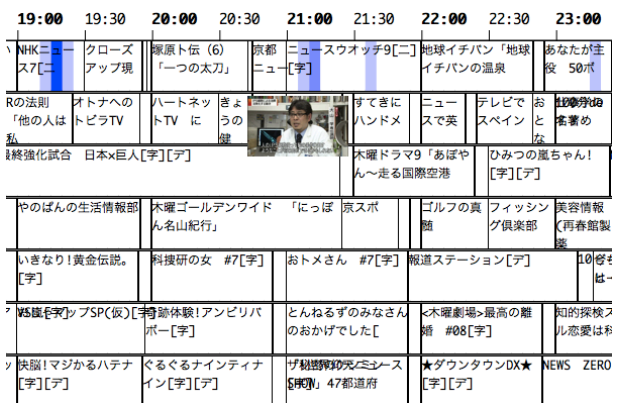 19:00 19:30 20:00 20:30 21:00 21:30 22:00 22:30 23:00
NHKニュー
ス7[二
クローズ
アップ現
塚原卜伝（6）
「一つの太刀」
京都
ニュー
ニュースウオッチ9[二]
[字]
地球イチバン「地球
イチバンの温泉
あなたが主
役 50ボ
Rの法則
「他の人は
私
オトナへの
トビラTV
ハートネッ
トTV に
きょ
うの
健
すてきに
ハンドメ
ニュー
スで英
テレビで
スペイン
お
と
な
最終強化試合 日本×巨人[字][デ]
木曜ドラマ9「あぽや
ん～走る国際空港
ひみつの嵐ちゃん！
[字][デ]
やのぱんの生活情報部
木曜ゴールデンワイド 「にっぽ
ん名山紀行」
京スポ
ゴルフの真
髄
フィッシン
グ倶楽部
美容情報
(再春館製
薬
いきなり！黄金伝説。
[字]
科捜研の女 #7[字]
おトメさん #7[字]
報道ステーション[デ]
奇跡体験！アンビリバ
ボー[字]
とんねるずのみなさん
のおかげでした[
<木曜劇場>最高の離
婚 #08[字]
知的探検ス
ル恋愛は科
快脳！マジかるハテナ
[字][デ]
ぐるぐるナインティナ
イン[字][デ]
47都道府
★ダウンタウンDX★
[字][デ]
NEWS ZERO